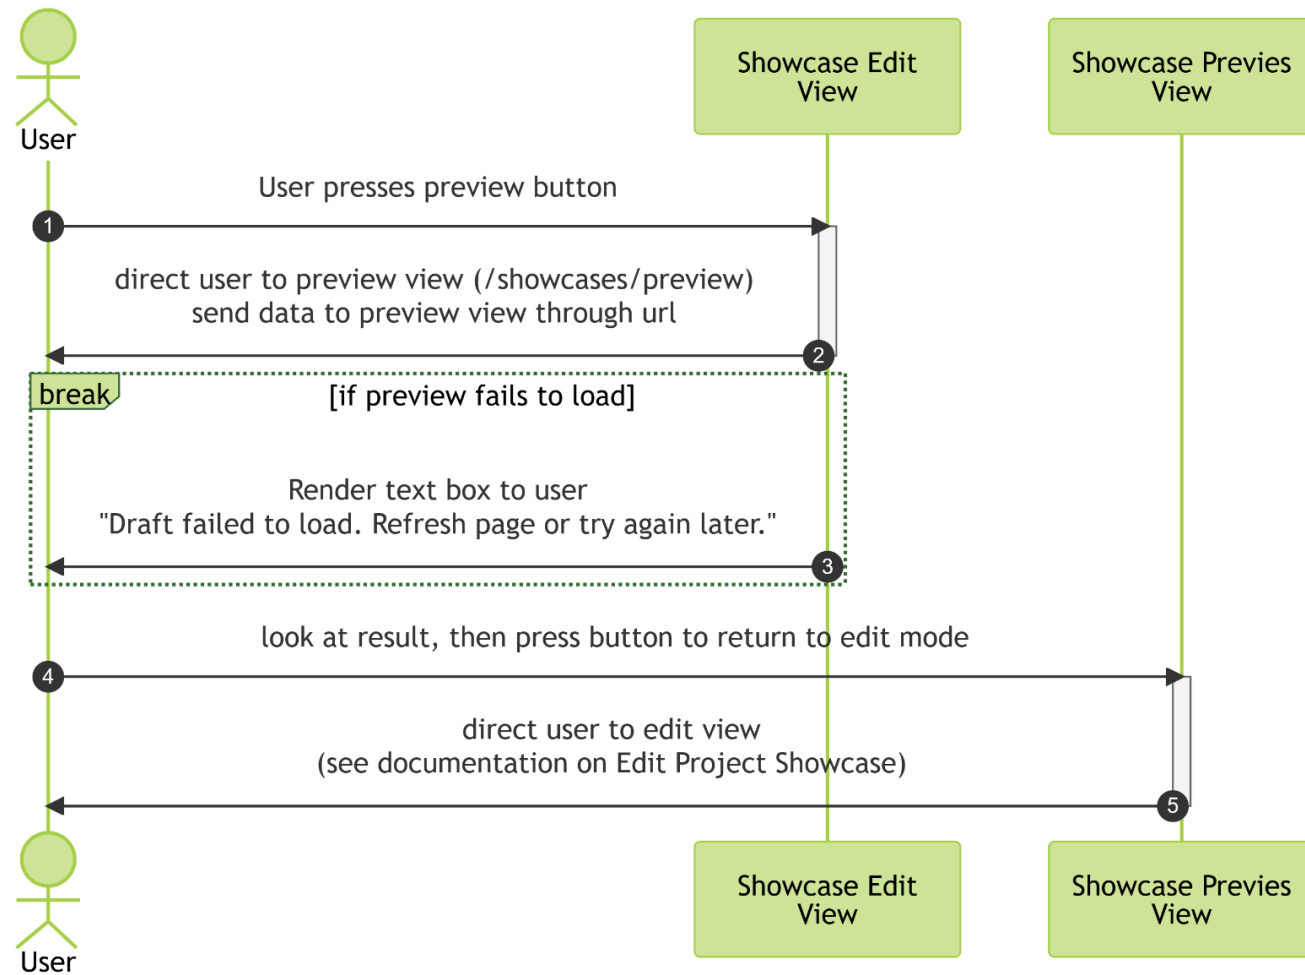 User
Showcase Edit
View
Showcase Previes
View
User presses preview button
1
direct user to preview view (/showcases/preview)
send data to preview view through url
2
break
[if preview fails to load]
Render text box to user
"Draft failed to load. Refresh page or try again later."
3
look at result, then press button to return to edit mode
4
direct user to edit view
(see documentation on Edit Project Showcase)
5
User
Showcase Edit
View
Showcase Previes
View